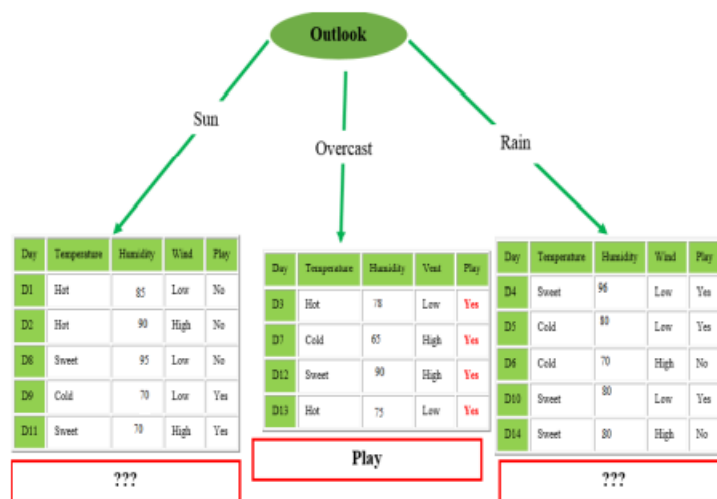 Outlook
Sun
Overcast
Rain
Day Temperature Humidity Wind Play
D1 Hot 85 Low No
D2 Hot 90 High No
D8 Sweet 95 Low No
D9 Cold 70 Low Yes
D11 Sweet 70 High Yes
???
Day Temperature Humidity Vent Play
D3 Hot 78 Low Yes
D7 Cold 65 High Yes
D12 Sweet 90 High Yes
D13 Hot 75 Low Yes
Play
Day Temperature Humidity Wind Play
D4 Sweet 96 Low Yes
D5 Cold 80 Low Yes
D6 Cold 70 High No
D10 Sweet 80 Low Yes
D14 Sweet 80 High No
???